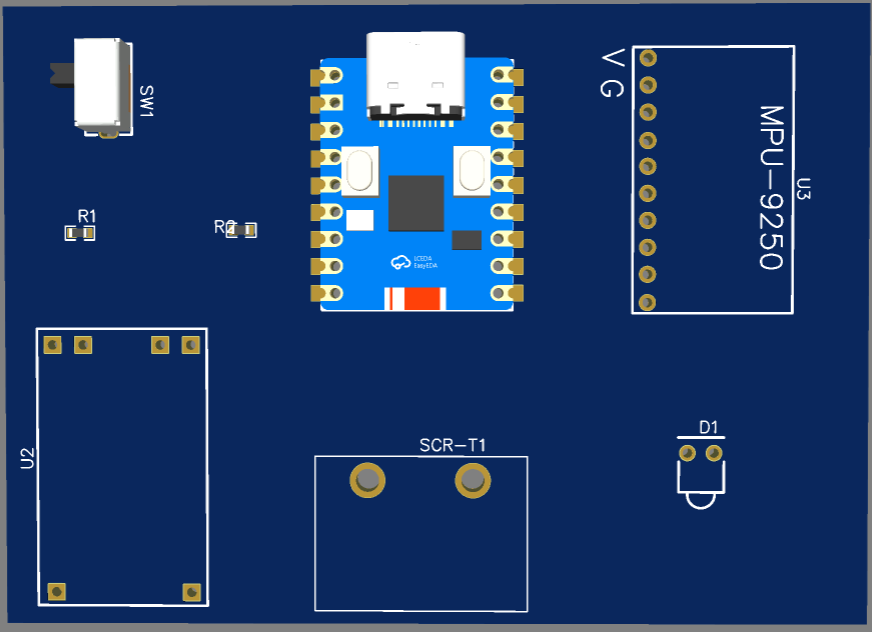 SW1
V
G
MPU-9250
U3
R1
R2
LCEDA
EasyEDA
U2
SCR-T1
D1